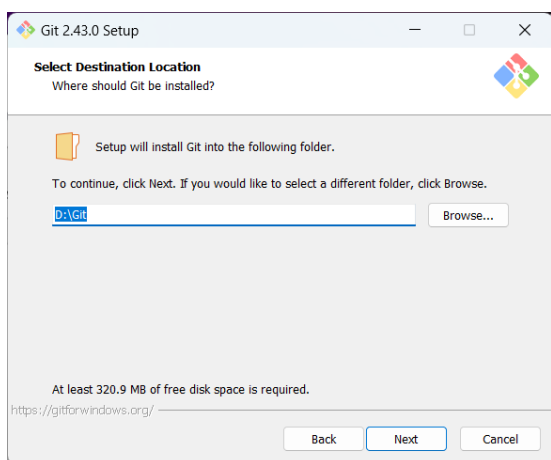 Git 2.43.0 Setup
Select Destination Location
Where should Git be installed?
Setup will install Git into the following folder.
To continue, click Next. If you would like to select a different folder, click Browse.
D:\Git
Browse...
At least 320.9 MB of free disk space is required.
https://gitforwindows.org/
Back
Next
Cancel